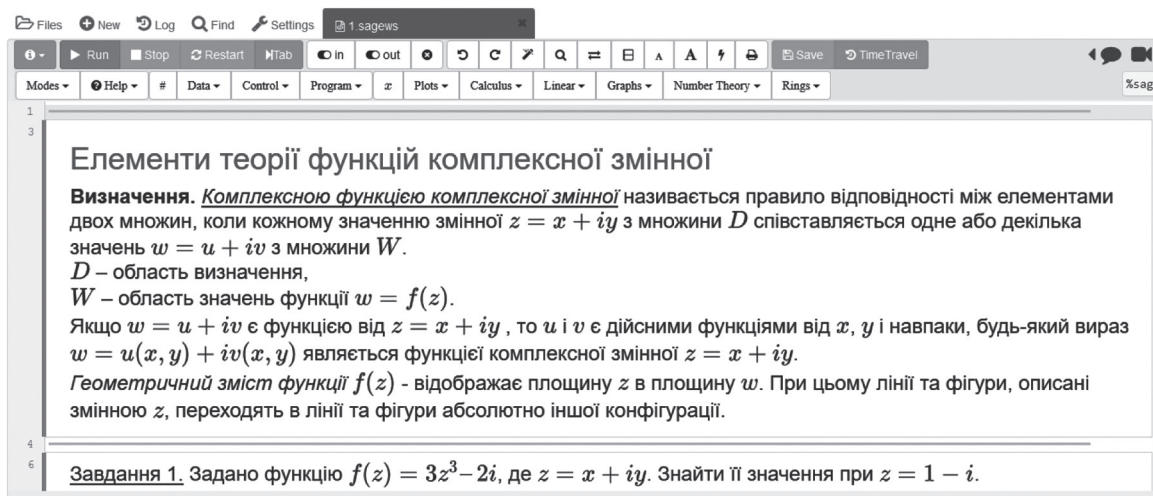 Files New Log Find Settings 1.sagews
Run Stop Restart Tab in out A A Save TimeTravel
Modes Help # Data Control Program x Plots Calculus Linear Graphs Number Theory Rings %sag
1
3
Елементи теорії функцій комплексної змінної
Визначення. Комплексною функцією комплексної змінної називається правило відповідності між елементами
двох множин, коли кожному значенню змінної z = x + iy з множини D співставляється одне або декілька
значень w = u + iv з множини W.
D – область визначення,
W – область значень функції w = f(z).
Якщо w = u + iv є функцією від z = x + iy , то u і v є дійсними функціями від x, y і навпаки, будь-який вираз
w = u(x, y) + iv(x, y) являється функцієї комплексної змінної z = x + iy.
Геометричний зміст функції f(z) - відображає площину z в площину w. При цьому лінії та фігури, описані
змінною z, переходять в лінії та фігури абсолютно іншої конфігурації.
4
6
Завдання 1. Задано функцію f(z) = 3z³–2i, де z = x + iy. Знайти її значення при z = 1 − i.